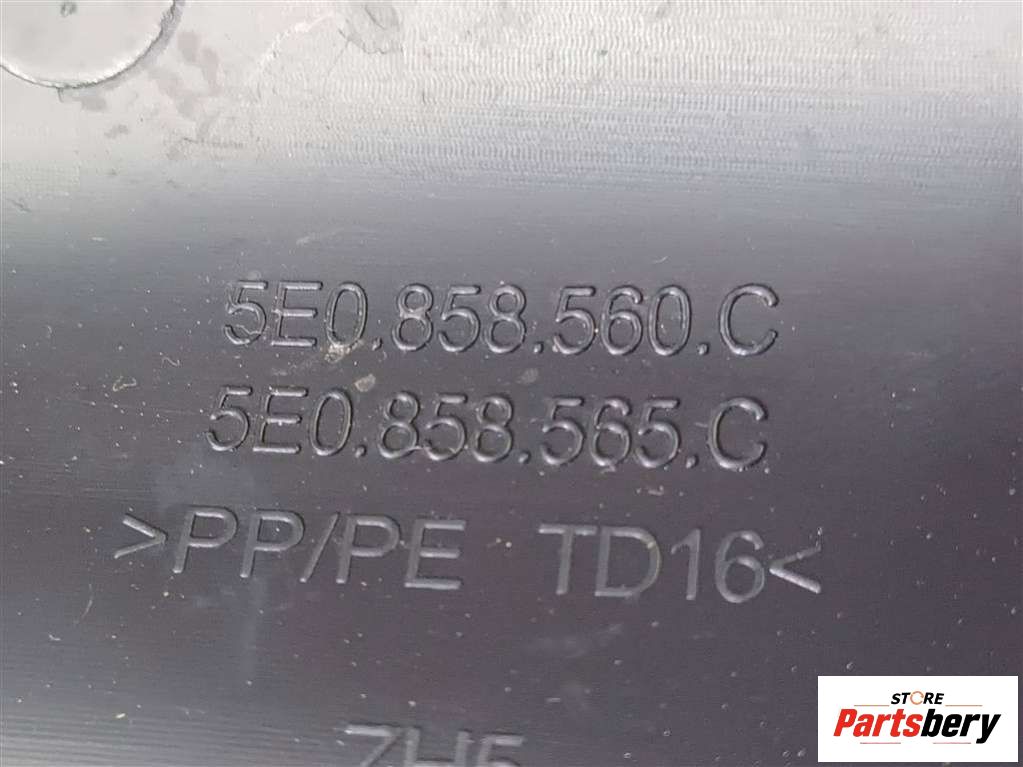 5E0.858.560.C
5E0.858.565.C
>PP/PE TD16<
STORE
Partsbery